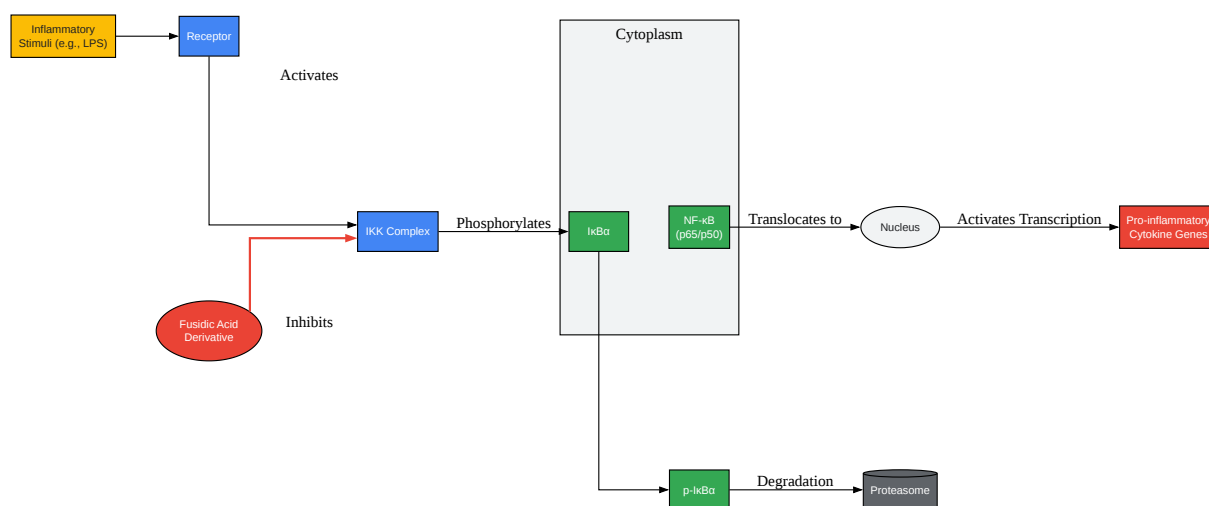 Inflammatory
Stimuli (e.g., LPS)
Receptor
Cytoplasm
Activates
IKK Complex
Phosphorylates
IκBα
NF-κB
(p65/p50)
Translocates to
Nucleus
Activates Transcription
Pro-inflammatory
Cytokine Genes
Fusidic Acid
Derivative
Inhibits
p-IκBα
Degradation
Proteasome